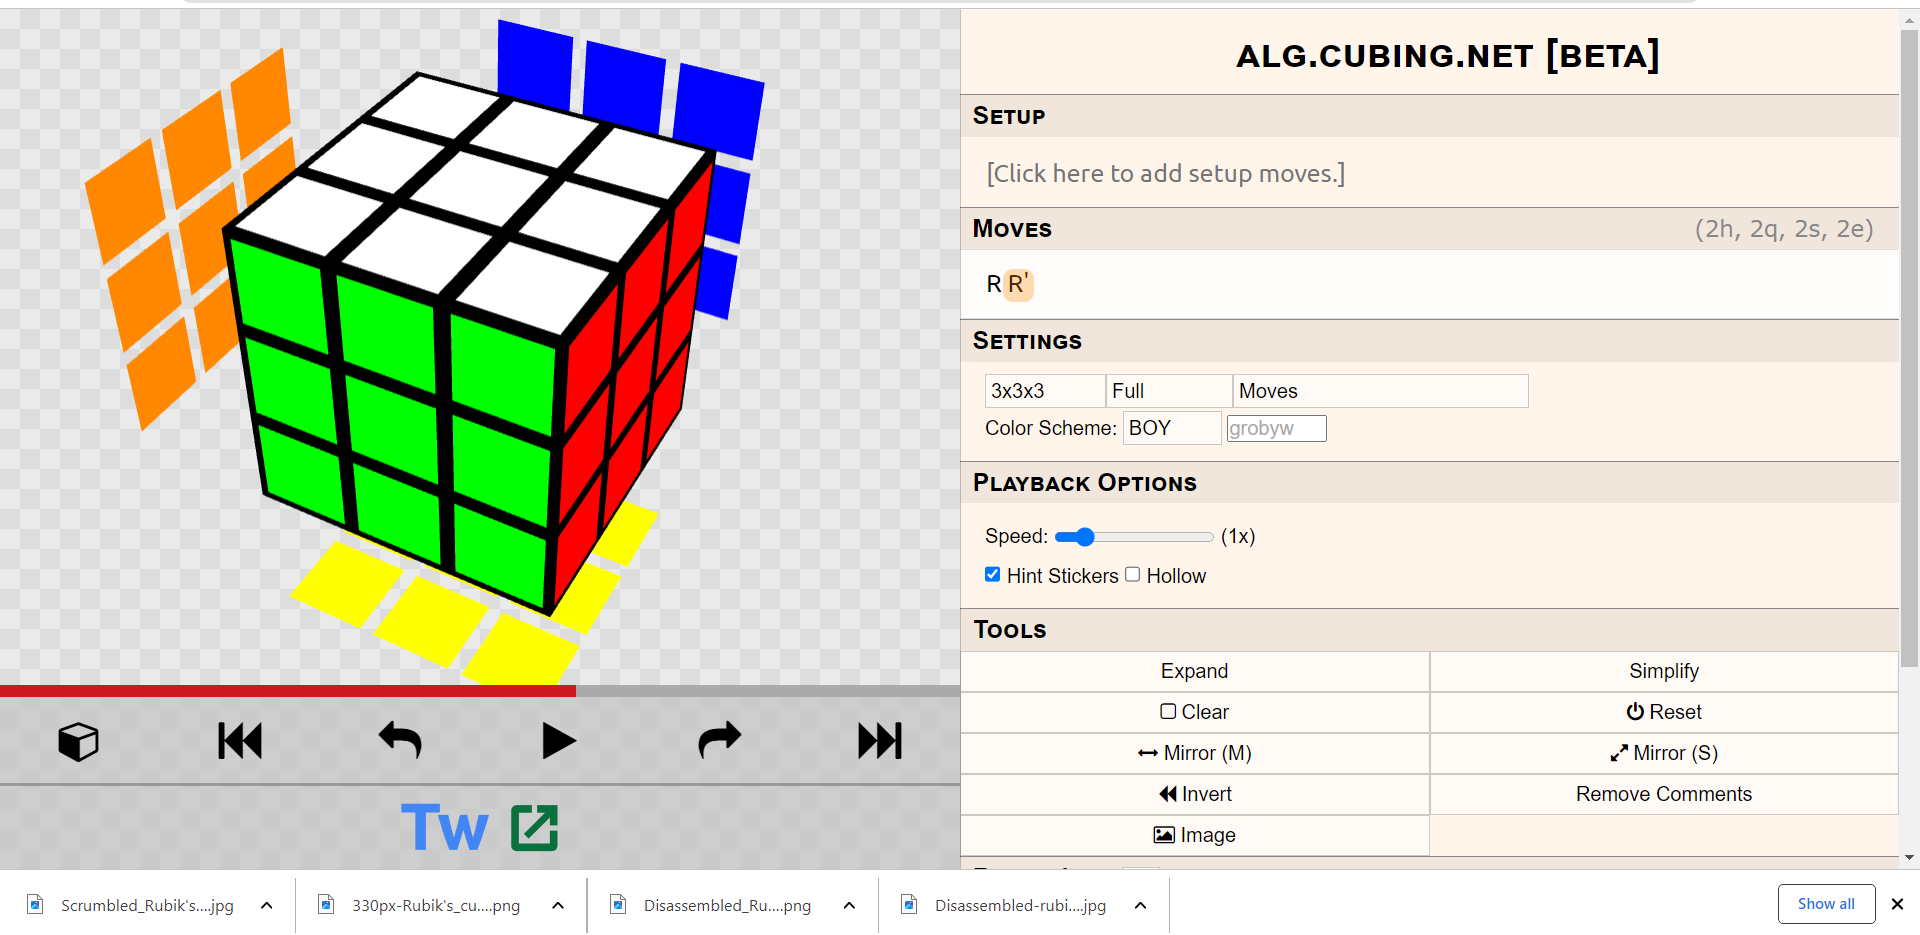 ALG.CUBING.NET [BETA]
SETUP
[Click here to add setup moves.]
MOVES (2h, 2q, 2s, 2e)
R R'
SETTINGS
3x3x3 Full Moves
Color Scheme: BOY grobyw
PLAYBACK OPTIONS
Speed: (1x)
Hint Stickers Hollow
TOOLS
Expand Simplify
Clear Reset
Mirror (M) Mirror (S)
Invert Remove Comments
Image
Tw
Scrumbled_Rubik's....jpg 330px-Rubik's_cu....png Disassembled_Ru....png Disassembled-rubi....jpg Show all